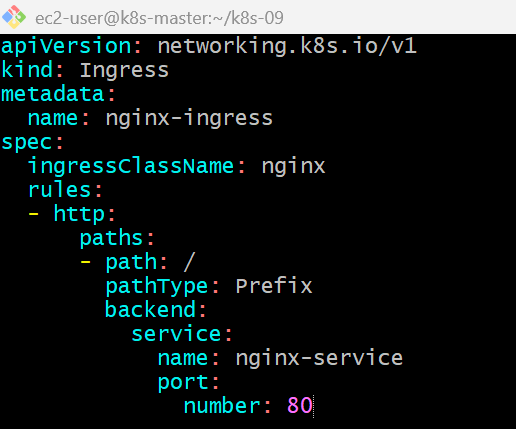 ec2-user@k8s-master:~/k8s-09
apiVersion: networking.k8s.io/v1
kind: Ingress
metadata:
  name: nginx-ingress
spec:
  ingressClassName: nginx
  rules:
  - http:
      paths:
      - path: /
        pathType: Prefix
        backend:
          service:
            name: nginx-service
            port:
              number: 80